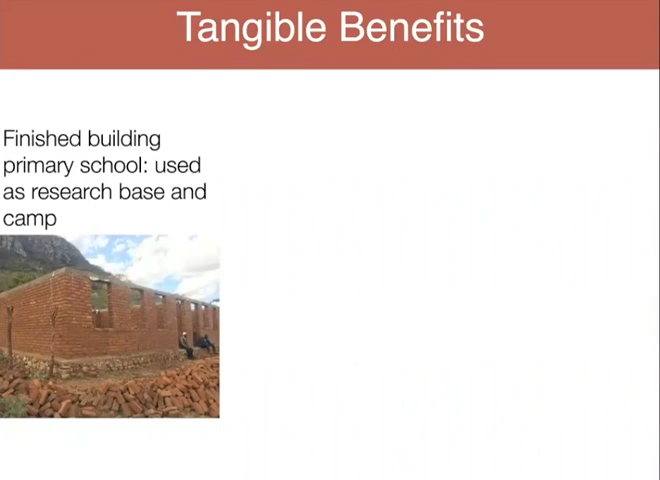 Tangible Benefits
Finished building
primary school: used
as research base and
camp